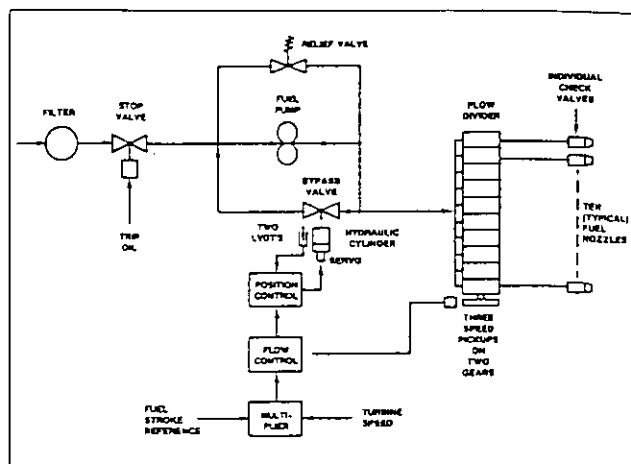 RELIEF VALVE
FILTER
STOP
VALVE
FUEL
PUMP
FLOW
DIVIDER
INDIVIDUAL
CHECK
VALVES
BYPASS
VALVE
TRIP
OIL
TWO
LVDT'S
HYDRAULIC
CYLINDER
SERVO
TEN
(TYPICAL)
FUEL
NOZZLES
POSITION
CONTROL
FLOW
CONTROL
THREE
SPEED
PICKUPS
ON
TWO
GEARS
FUEL
STROKE
REFERENCE
MULTI-
PLIER
TURBINE
SPEED